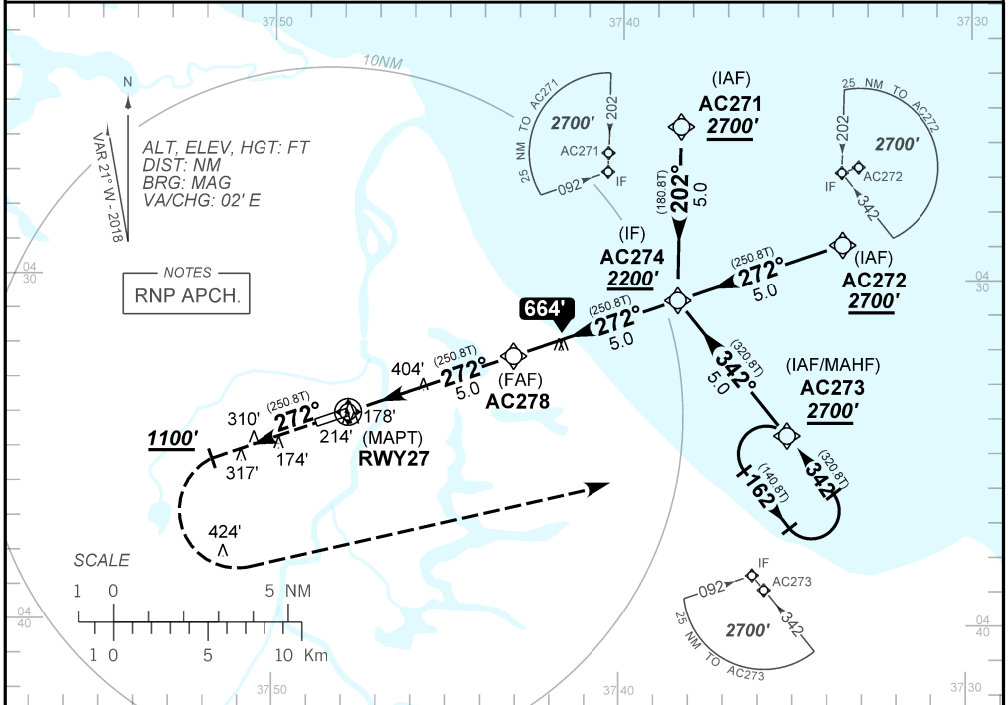 37 50
37 40
37 30
10NM
N
VAR 21° W - 2018
ALT, ELEV, HGT: FT
DIST: NM
BRG: MAG
VA/CHG: 02' E
NOTES
RNP APCH.
25 NM TO AC271
2700'
202
AC271
092
IF
(IAF)
AC271
2700'
(180.8T)
202°
5.0
25 NM TO AC272
202
2700'
IF
AC272
342
04
30
04
30
(IF)
AC274
2200'
(IAF)
AC272
2700'
(250.8T)
272°
5.0
664'
(250.8T)
272°
5.0
(320.8T)
342°
5.0
(IAF/MAHF)
AC273
2700'
(FAF)
AC278
(250.8T)
272°
5.0
404'
178'
214'
(MAPT)
RWY27
(250.8T)
272°
310'
317'
174'
1100'
424'
(140.8T)
162
(320.8T)
342
SCALE
1 0 5 NM
1 0 5 10 Km
IF
092
AC273
342
2700'
25 NM TO AC273
04
40
04
40
37 50
37 40
37 30